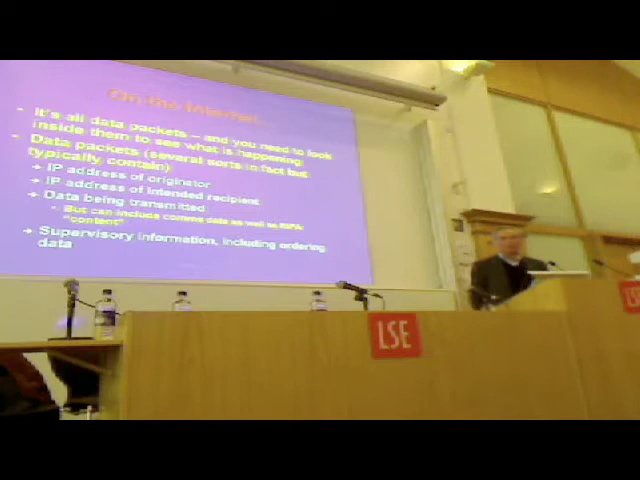 On the Internet...
It's all data packets – and you need to look
inside them to see what is happening:
Data packets (several sorts in fact but
typically contain)
IP address of originator
IP address of intended recipient
Data being transmitted
But can include comms data as well as RIPA
"content"
Supervisory information, including ordering
data
LSE
LS